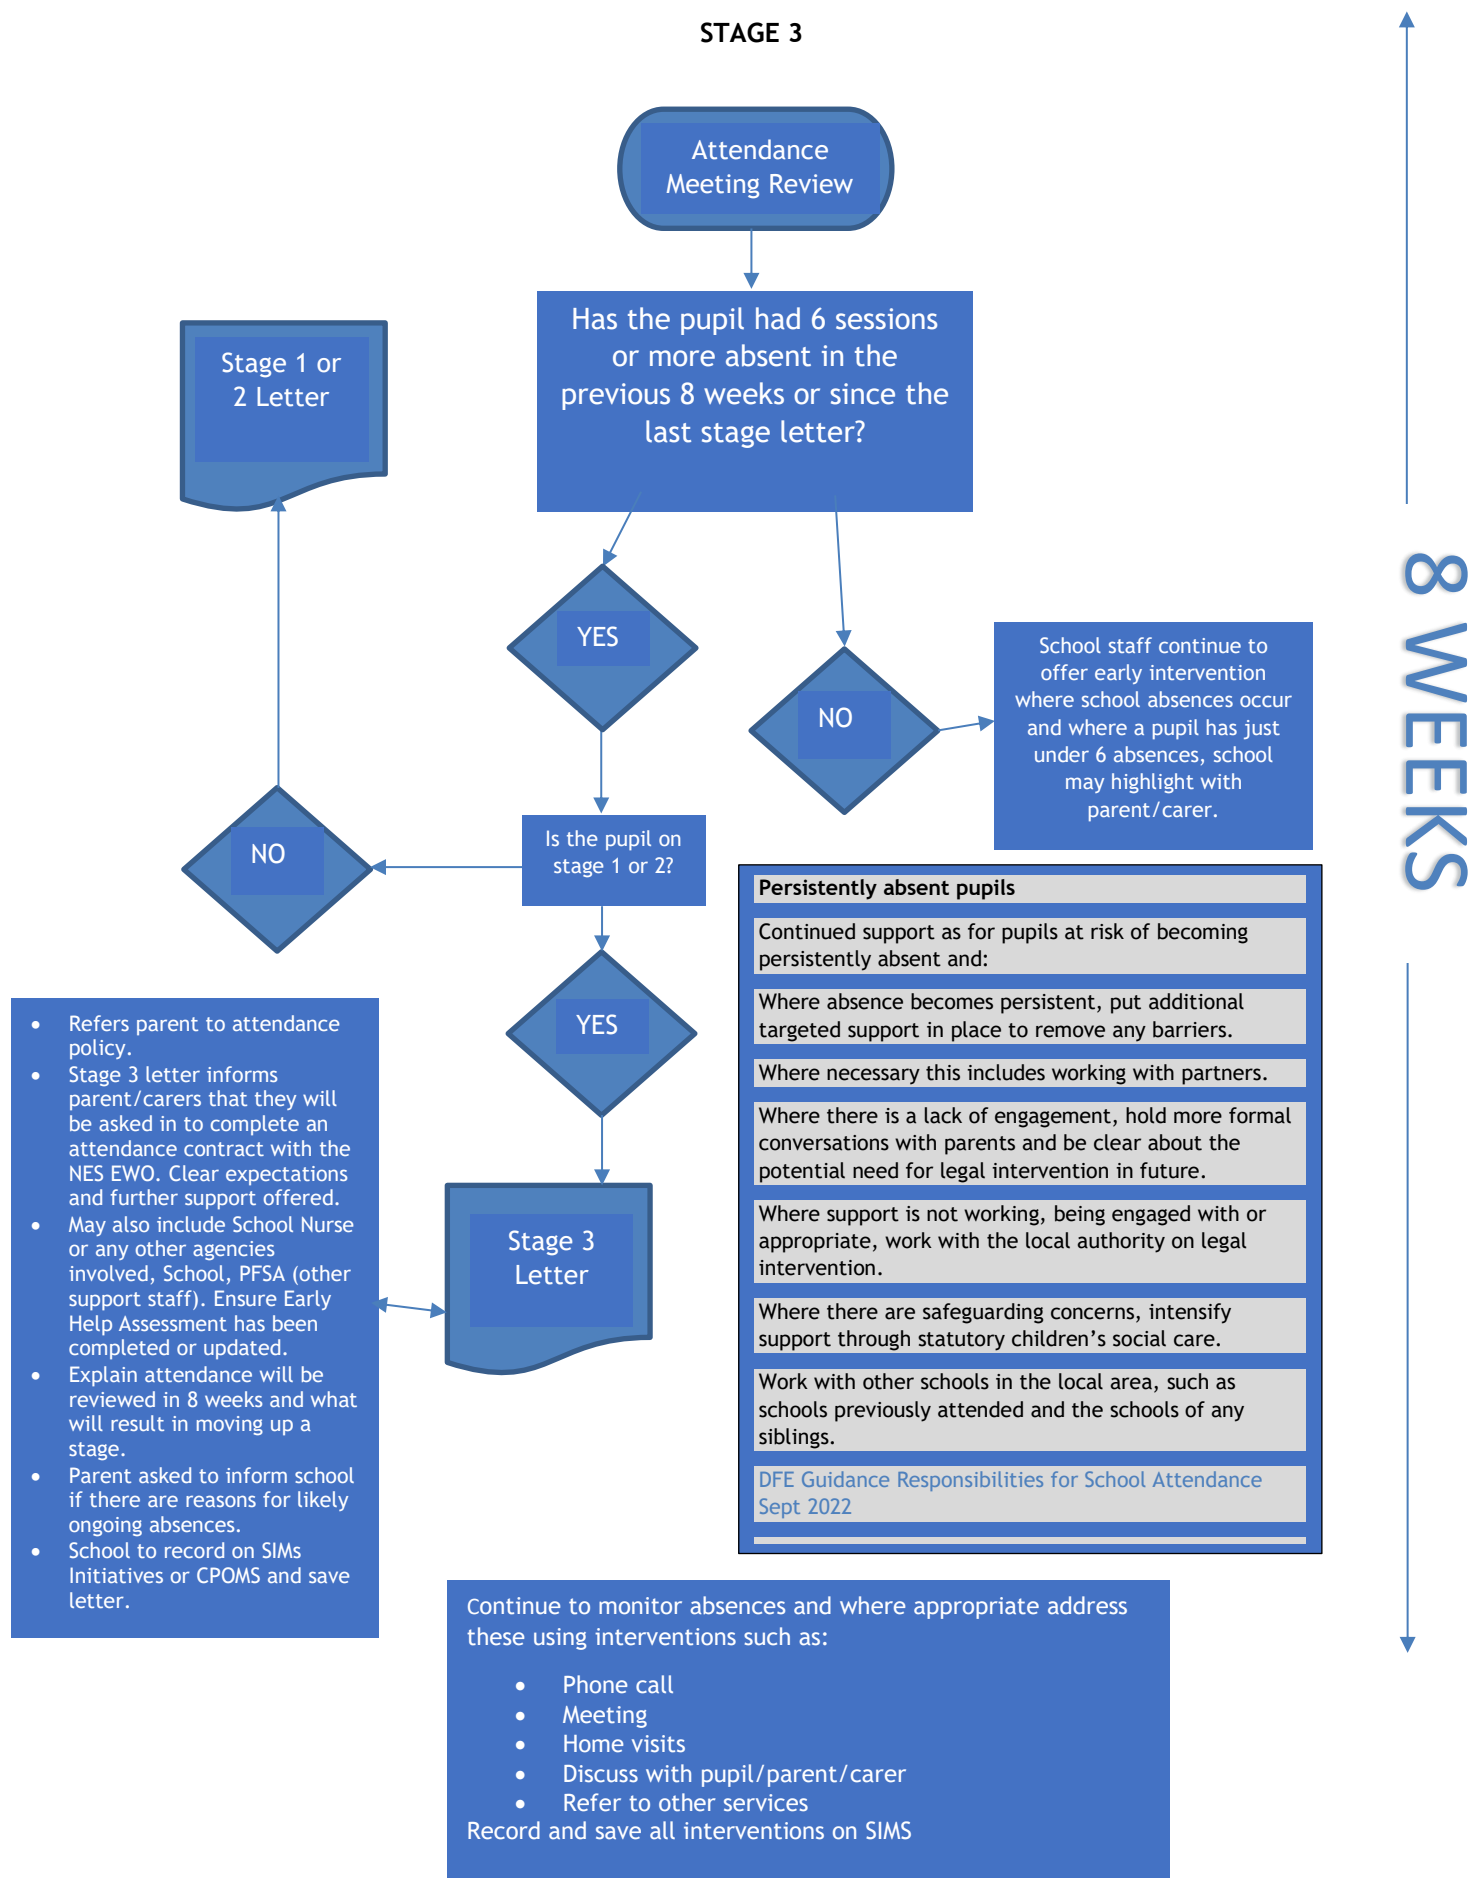 STAGE 3
Attendance
Meeting Review
Has the pupil had 6 sessions
or more absent in the
previous 8 weeks or since the
last stage letter?
Stage 1 or
2 Letter
YES
NO
School staff continue to
offer early intervention
where school absences occur
and where a pupil has just
under 6 absences, school
may highlight with
parent/carer.
8 WEEKS
Is the pupil on
stage 1 or 2?
NO
YES
Stage 3
Letter
Persistently absent pupils
Continued support as for pupils at risk of becoming
persistently absent and:
Where absence becomes persistent, put additional
targeted support in place to remove any barriers.
Where necessary this includes working with partners.
Where there is a lack of engagement, hold more formal
conversations with parents and be clear about the
potential need for legal intervention in future.
Where support is not working, being engaged with or
appropriate, work with the local authority on legal
intervention.
Where there are safeguarding concerns, intensify
support through statutory children’s social care.
Work with other schools in the local area, such as
schools previously attended and the schools of any
siblings.
DFE Guidance Responsibilities for School Attendance
Sept 2022
• Refers parent to attendance
policy.
• Stage 3 letter informs
parent/carers that they will
be asked in to complete an
attendance contract with the
NES EWO. Clear expectations
and further support offered.
• May also include School Nurse
or any other agencies
involved, School, PFSA (other
support staff). Ensure Early
Help Assessment has been
completed or updated.
• Explain attendance will be
reviewed in 8 weeks and what
will result in moving up a
stage.
• Parent asked to inform school
if there are reasons for likely
ongoing absences.
• School to record on SIMs
Initiatives or CPOMS and save
letter.
Continue to monitor absences and where appropriate address
these using interventions such as:
• Phone call
• Meeting
• Home visits
• Discuss with pupil/parent/carer
• Refer to other services
Record and save all interventions on SIMS